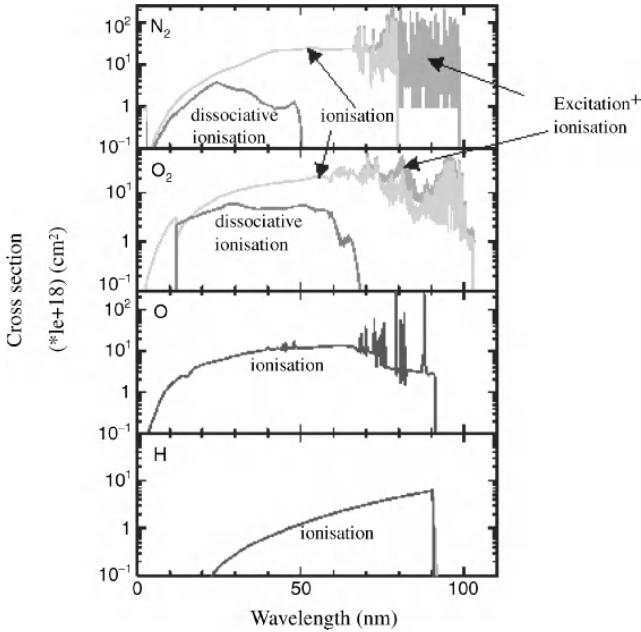 N2
10²
10¹
1
10⁻¹
dissociative
ionisation
ionisation
Excitation+
ionisation
O2
10¹
1
10⁻¹
dissociative
ionisation
O
10²
10¹
1
10⁻¹
ionisation
H
10¹
1
10⁻¹
ionisation
0
50
100
Wavelength (nm)
Cross section
(*1e+18) (cm²)